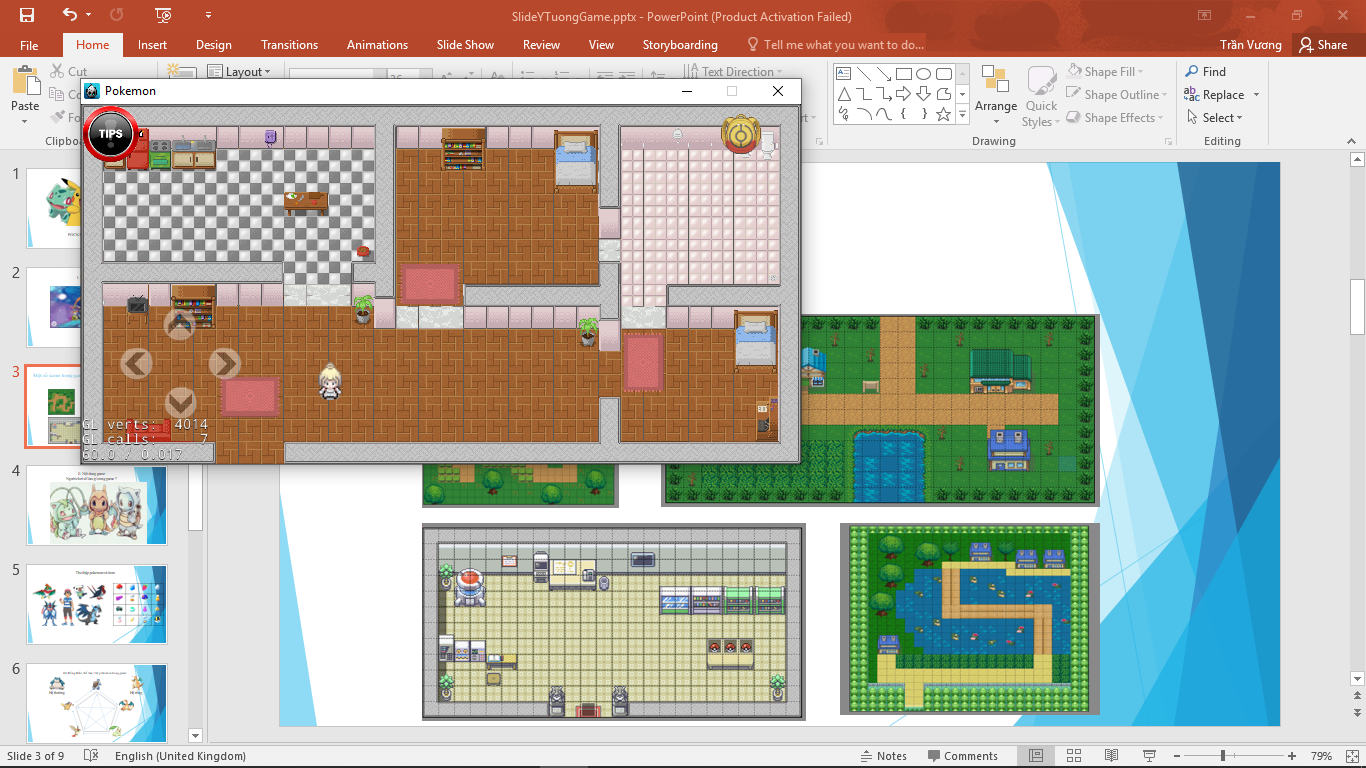 SlideYTuongGame.pptx - PowerPoint (Product Activation Failed)
File Home Insert Design Transitions Animations Slide Show Review View Storyboarding Tell me what you want to do... Trần Vương Share
Cut
Layout
Text Direction
Shape Fill
Find
Shape Outline
Replace
Paste
Arrange Quick Styles
Shape Effects
Select
Drawing
Editing
Pokemon
TIPS
GL verts: 4014
GL calls: 7
60.0 / 0.017
1
2
3
4
5
6
Slide 3 of 9 English (United Kingdom) Notes Comments 79%